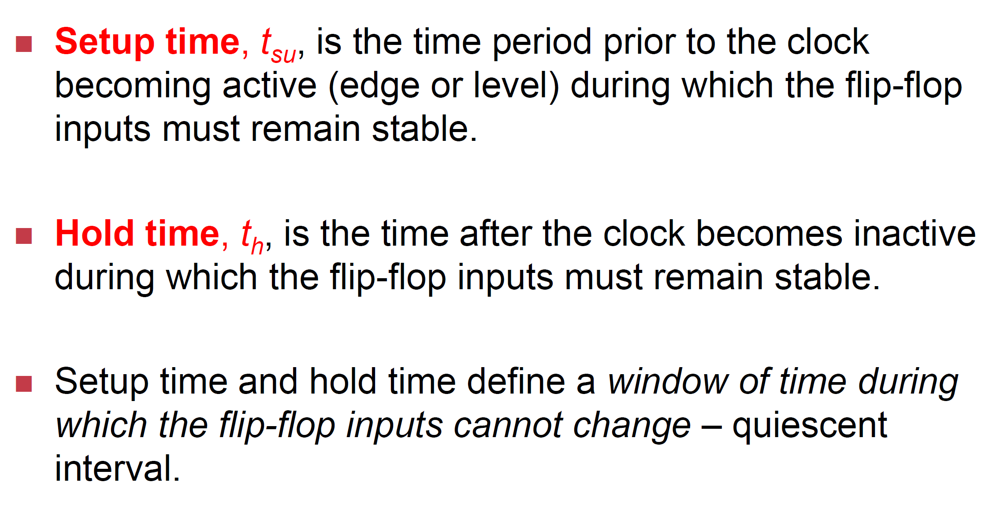 Setup time, tsu, is the time period prior to the clock
becoming active (edge or level) during which the flip-flop
inputs must remain stable.
Hold time, th, is the time after the clock becomes inactive
during which the flip-flop inputs must remain stable.
Setup time and hold time define a window of time during
which the flip-flop inputs cannot change – quiescent
interval.